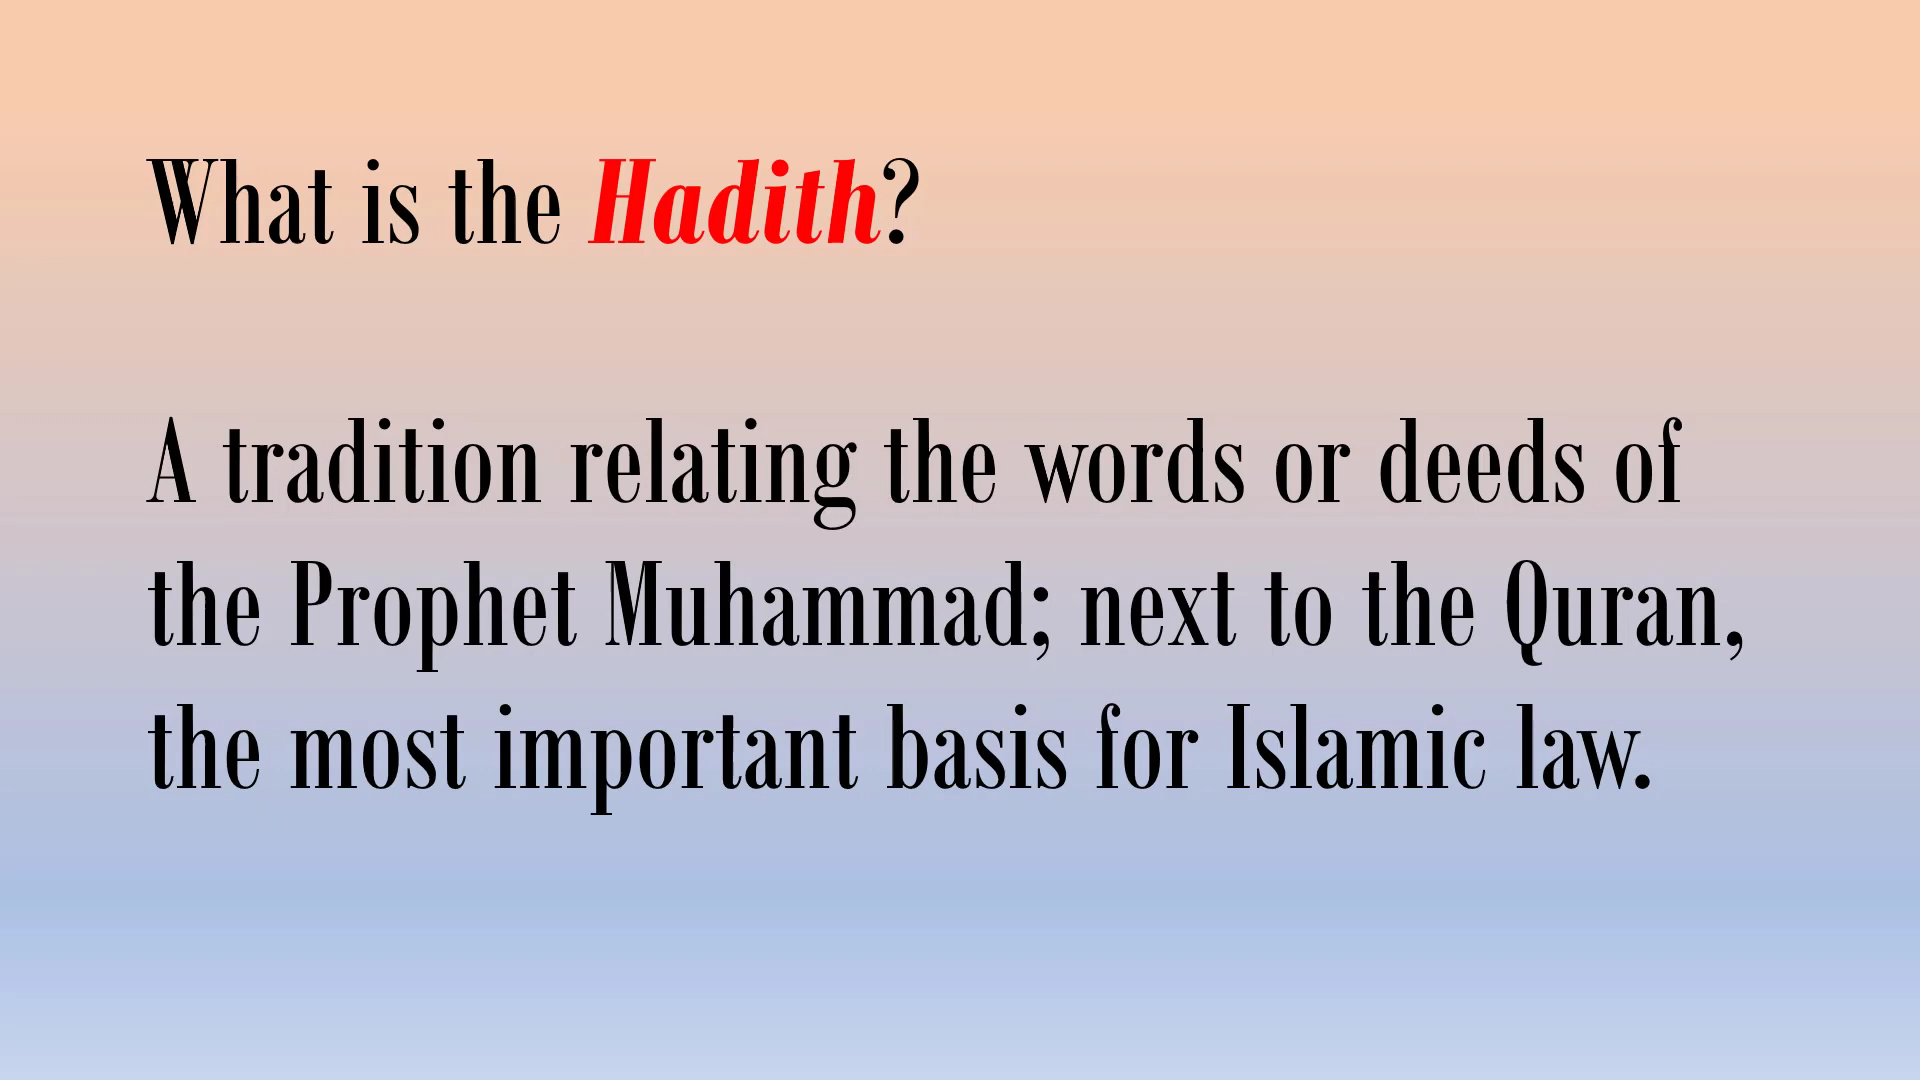 What is the Hadith?
A tradition relating the words or deeds of
the Prophet Muhammad; next to the Quran,
the most important basis for Islamic law.